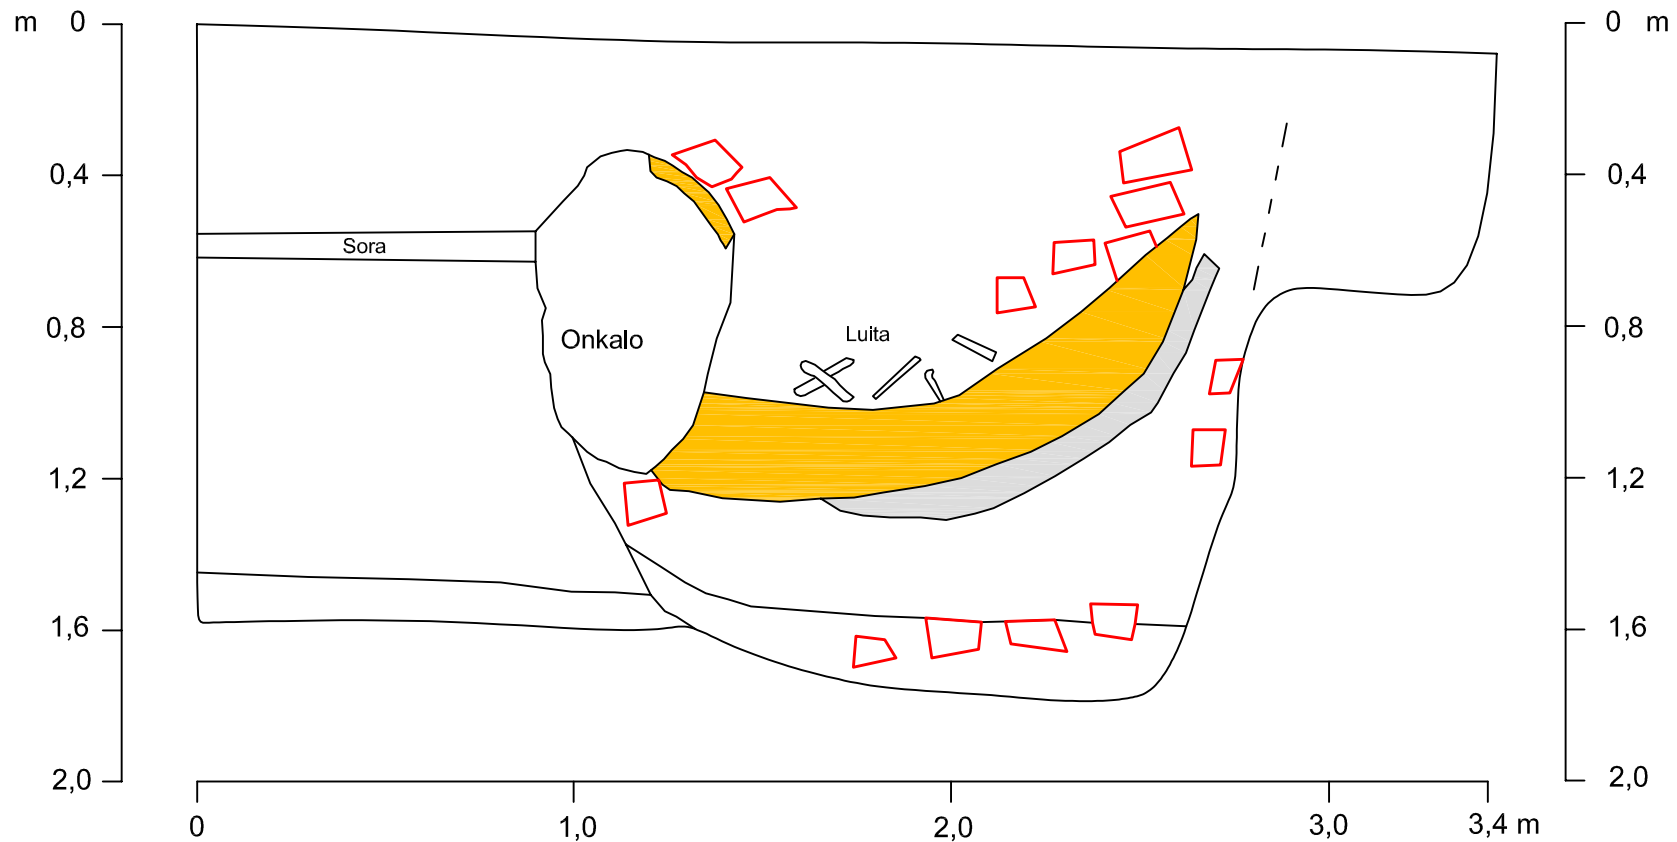 m 0 0 m
0,4 0,4
Sora
0,8 Onkalo Luita 0,8
1,2 1,2
1,6 1,6
2,0 2,0
0 1,0 2,0 3,0 3,4 m